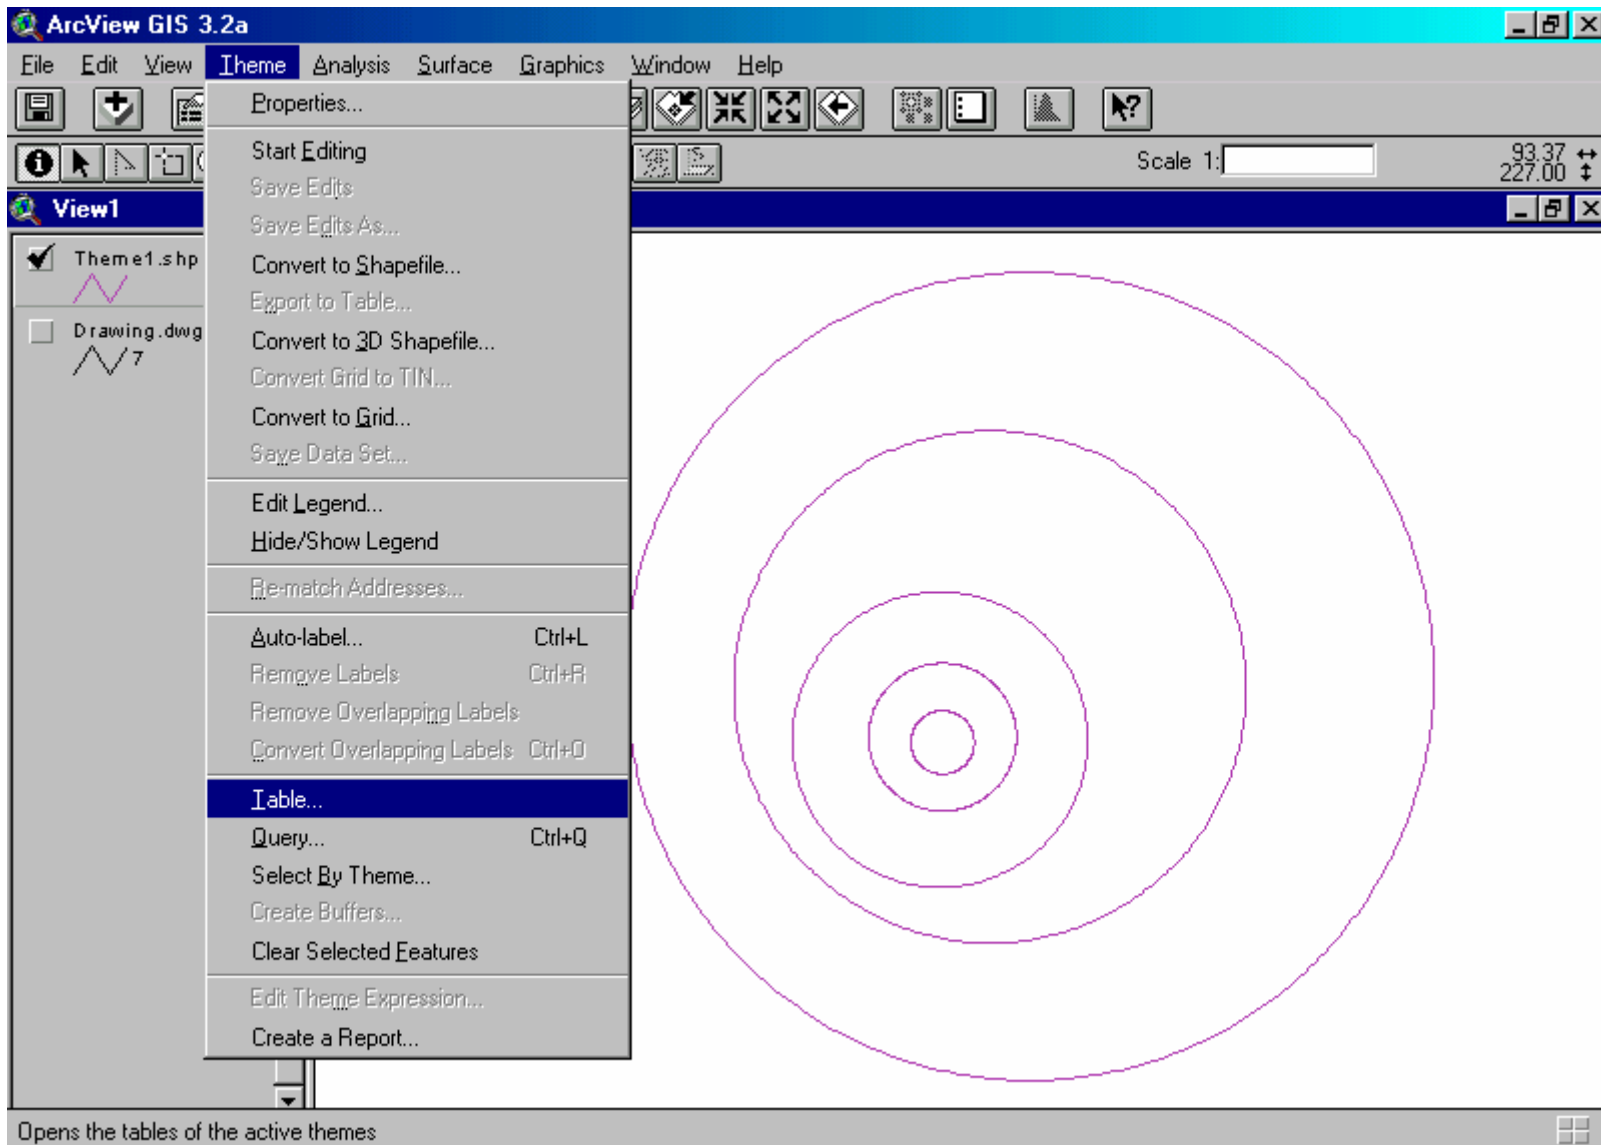 ArcView GIS 3.2a
File Edit View Theme Analysis Surface Graphics Window Help
Scale 1:
93.37
227.00
View1
Theme1.shp
Drawing.dwg
7
Properties...
Start Editing
Save Edits
Save Edits As...
Convert to Shapefile...
Export to Table...
Convert to 3D Shapefile...
Convert Grid to TIN...
Convert to Grid...
Save Data Set...
Edit Legend...
Hide/Show Legend
Re-match Addresses...
Auto-label... Ctrl+L
Remove Labels Ctrl+R
Remove Overlapping Labels
Convert Overlapping Labels Ctrl+O
Table...
Query... Ctrl+Q
Select By Theme...
Create Buffers...
Clear Selected Features
Edit Theme Expression...
Create a Report...
Opens the tables of the active themes